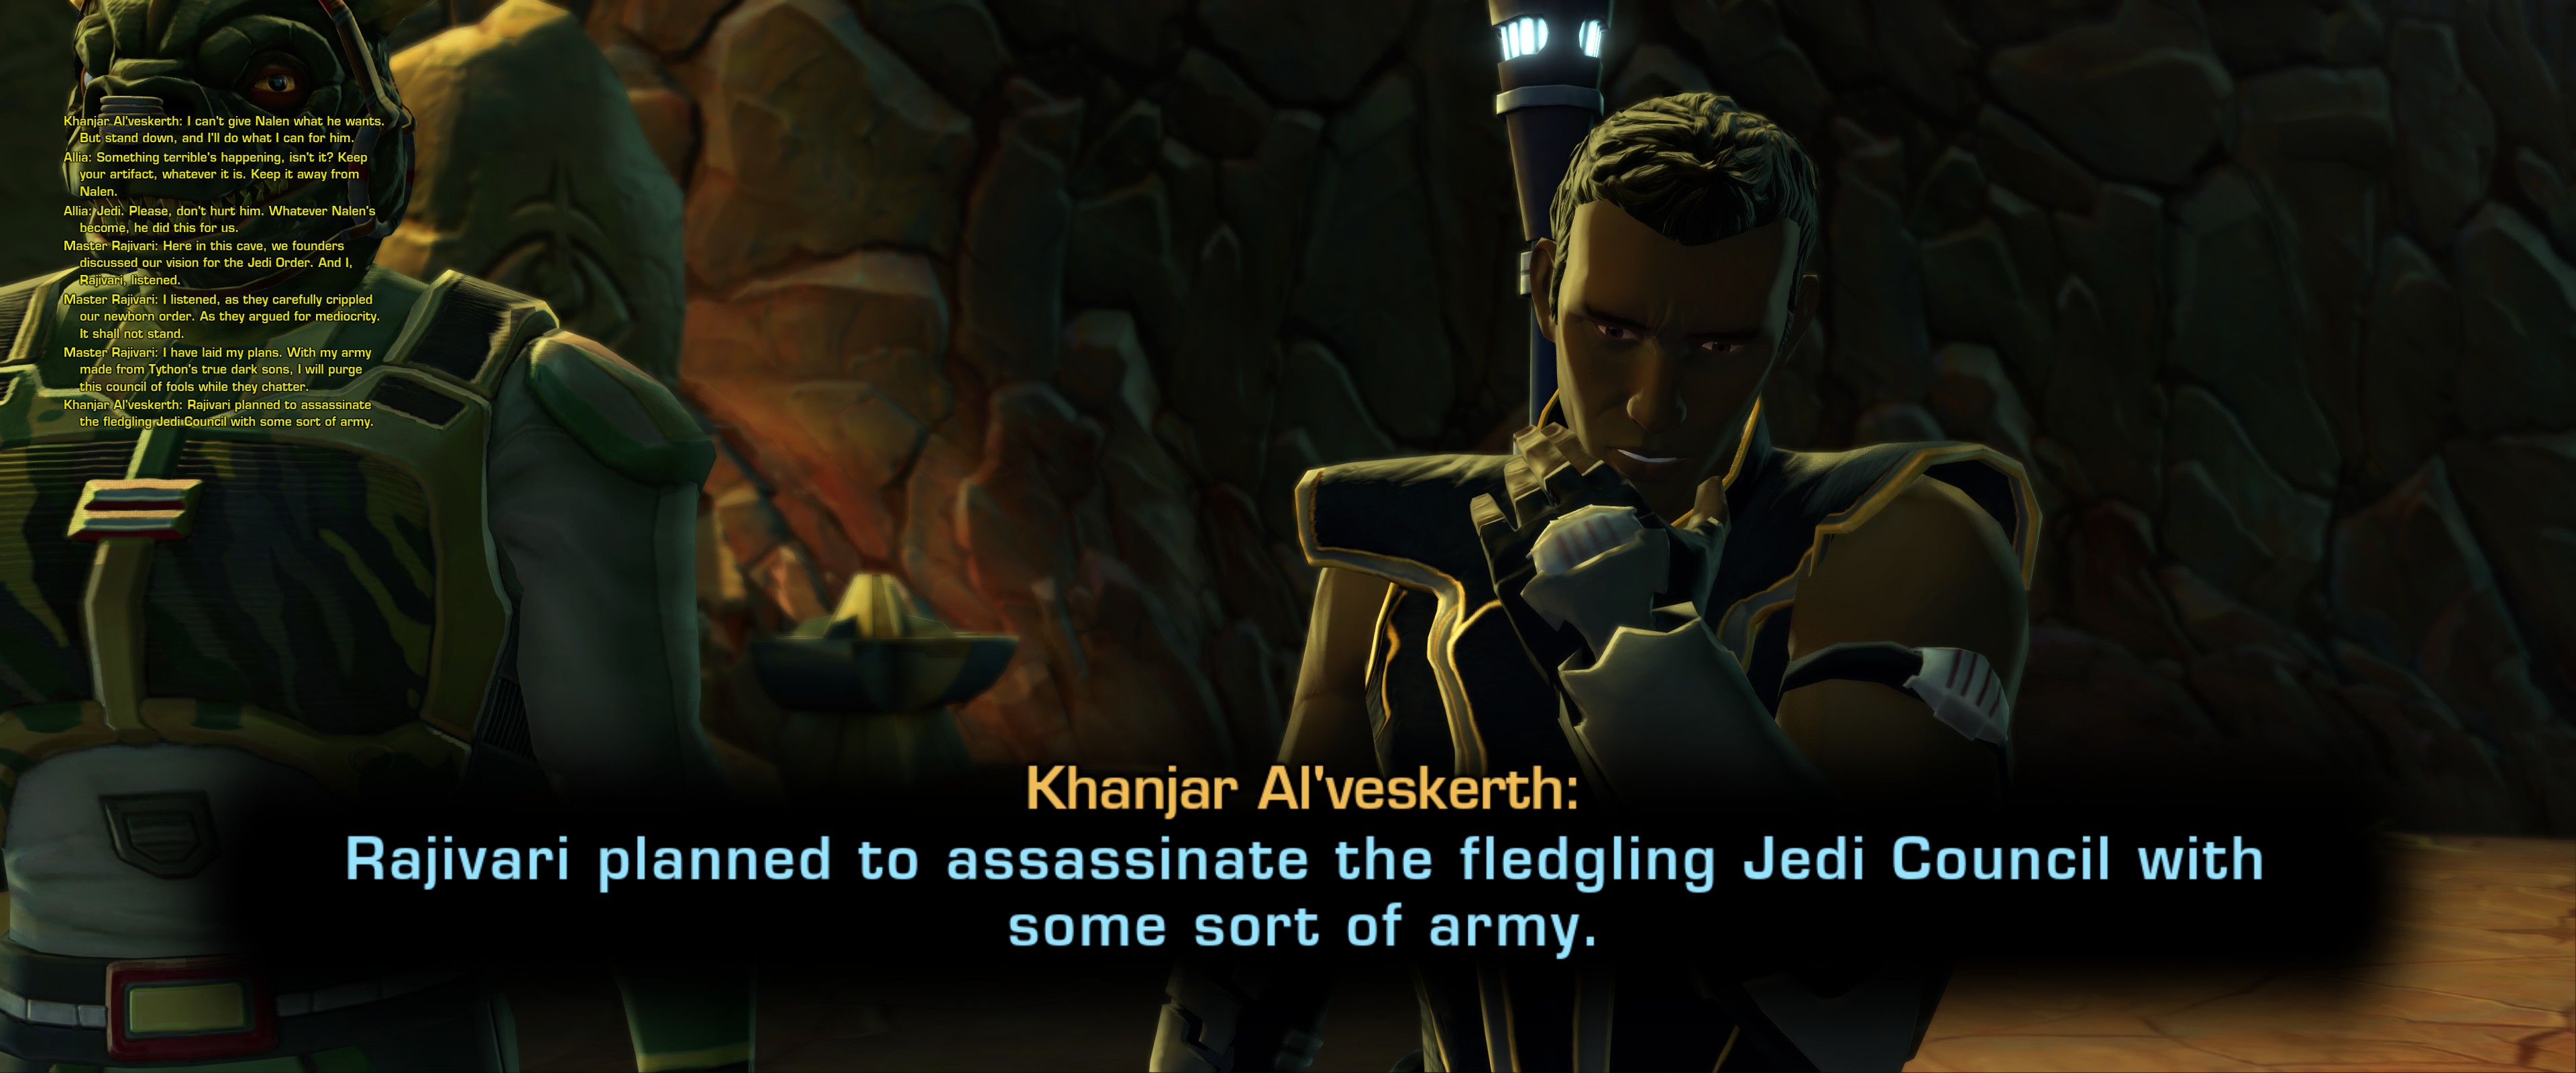 Khanjar Al'veskerth: I can't give Nalen what he wants.
But stand down, and I'll do what I can for him.
Allia: Something terrible's happening, isn't it? Keep
your artifact, whatever it is. Keep it away from
Nalen.
Allia: Jedi. Please, don't hurt him. Whatever Nalen's
become, he did this for us.
Master Rajivari: Here in this cave, we founders
discussed our vision for the Jedi Order. And I,
Rajivari, listened.
Master Rajivari: I listened, as they carefully crippled
our newborn order. As they argued for mediocrity.
It shall not stand.
Master Rajivari: I have laid my plans. With my army
made from Tython's true dark sons, I will purge
this council of fools while they chatter.
Khanjar Al'veskerth: Rajivari planned to assassinate
the fledgling Jedi Council with some sort of army.
Khanjar Al'veskerth:
Rajivari planned to assassinate the fledgling Jedi Council with
some sort of army.